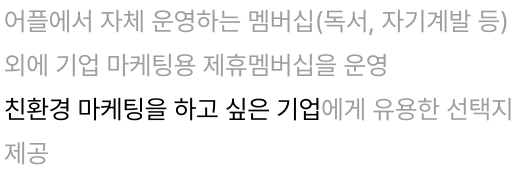 어플에서 자체 운영하는 멤버십(독서, 자기계발 등)
외에 기업 마케팅용 제휴멤버십을 운영
친환경 마케팅을 하고 싶은 기업에게 유용한 선택지
제공